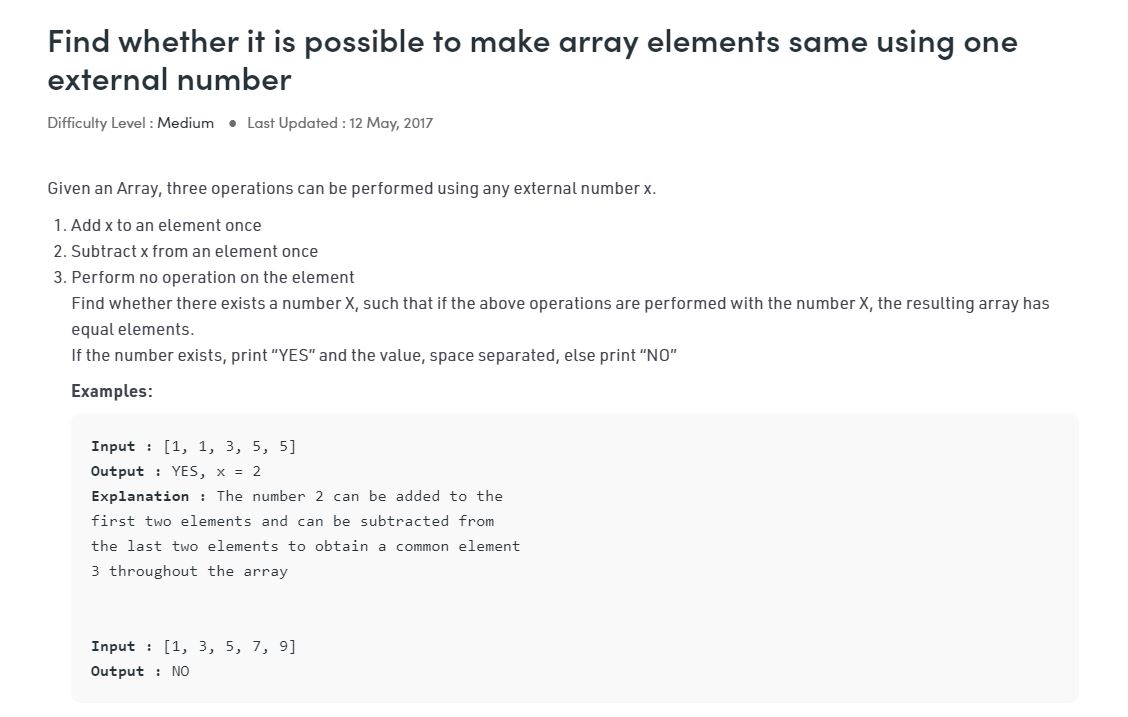 Find whether it is possible to make array elements same using one
external number
Difficulty Level : Medium ● Last Updated : 12 May, 2017
Given an Array, three operations can be performed using any external number x.
1. Add x to an element once
2. Subtract x from an element once
3. Perform no operation on the element
Find whether there exists a number X, such that if the above operations are performed with the number X, the resulting array has
equal elements.
If the number exists, print “YES” and the value, space separated, else print “NO”
Examples:
Input : [1, 1, 3, 5, 5]
Output : YES, x = 2
Explanation : The number 2 can be added to the
first two elements and can be subtracted from
the last two elements to obtain a common element
3 throughout the array
Input : [1, 3, 5, 7, 9]
Output : NO